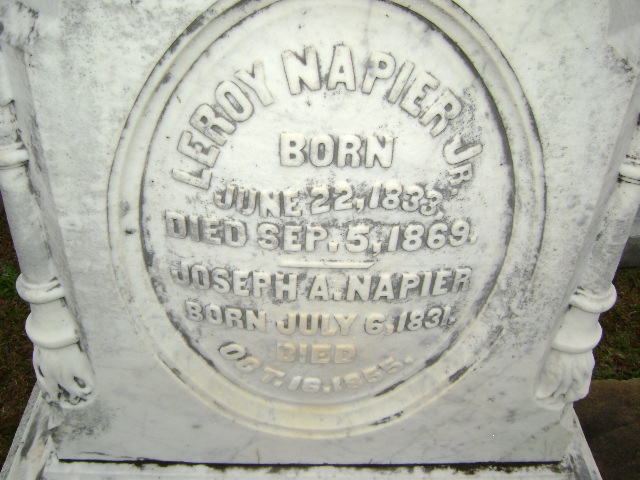 LEROY NAPIER JR.
BORN
JUNE 22, 1833
DIED SEP. 5, 1869.
JOSEPH A. NAPIER
BORN JULY 6, 1831.
DIED
OCT. 16. 1855.